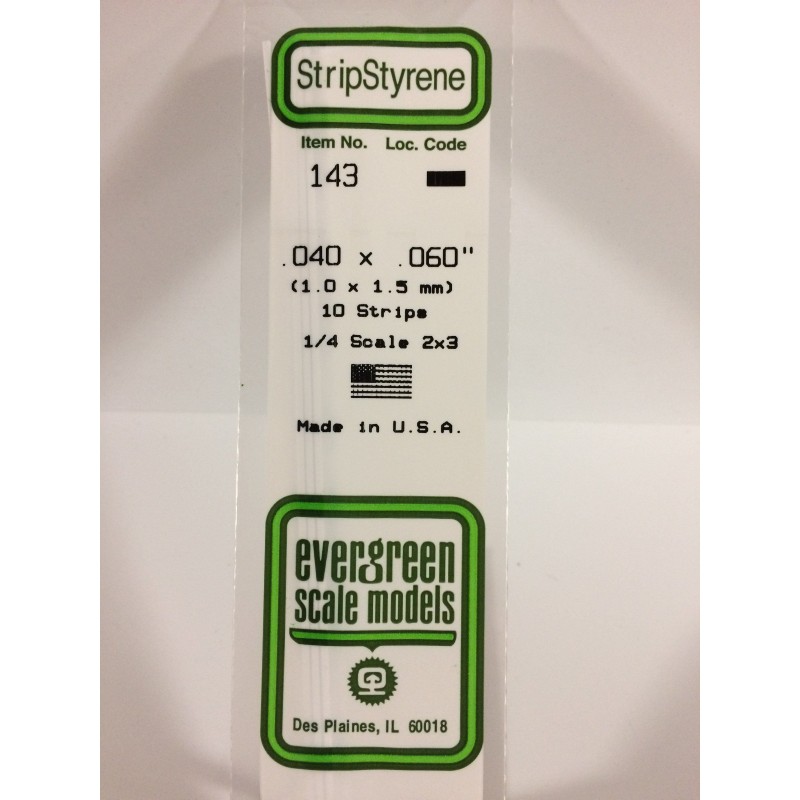 StripStyrene
Item No. Loc. Code
143
.040 x .060"
(1.0 x 1.5 mm)
10 Strips
1/4 Scale 2x3
Made in U.S.A.
evergreen
scale models
Des Plaines, IL 60018